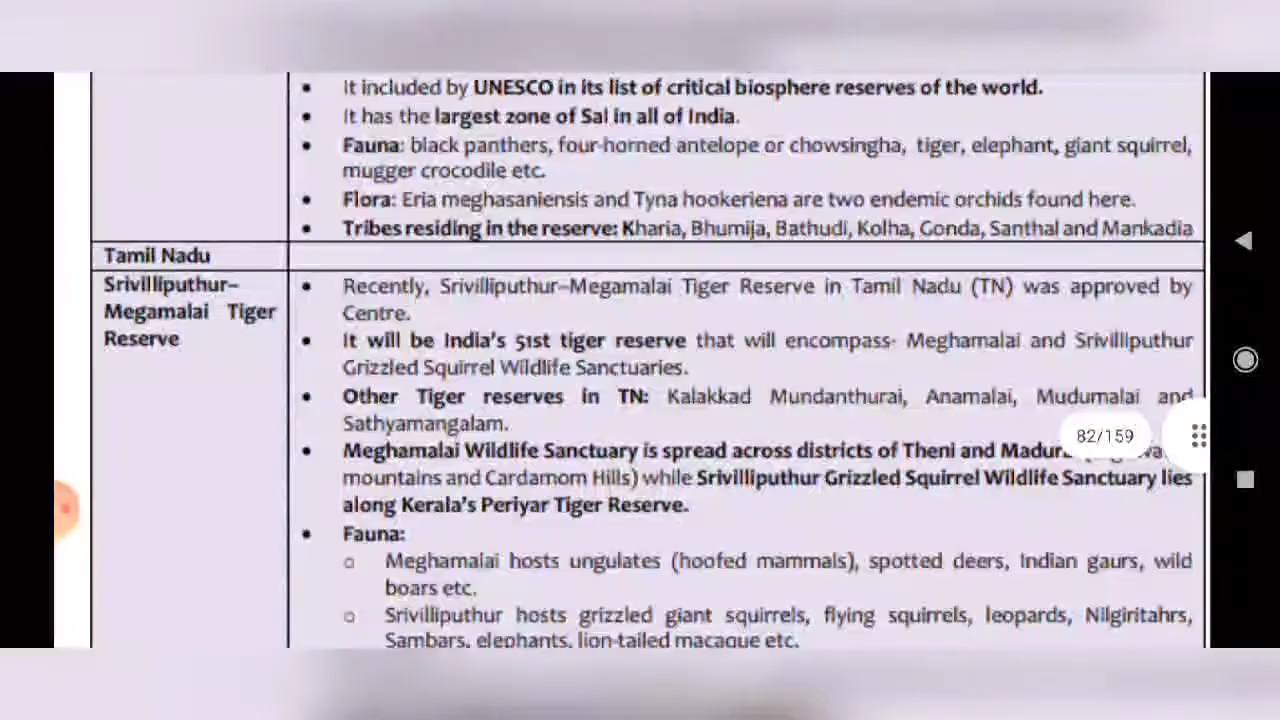 It included by UNESCO in its list of critical biosphere reserves of the world.
It has the largest zone of Sal in all of India.
Fauna: black panthers, four-horned antelope or chowsingha, tiger, elephant, giant squirrel,
mugger crocodile etc.
Flora: Eria meghasaniensis and Tyna hookeriena are two endemic orchids found here.
Tribes residing in the reserve: Kharia, Bhumija, Bathudi, Kolha, Gonda, Santhal and Mankadia
Tamil Nadu
Srivilliputhur–
Megamalai Tiger
Reserve
Recently, Srivilliputhur–Megamalai Tiger Reserve in Tamil Nadu (TN) was approved by
Centre.
It will be India's 51st tiger reserve that will encompass- Meghamalai and Srivilliputhur
Grizzled Squirrel Wildlife Sanctuaries.
Other Tiger reserves in TN: Kalakkad Mundanthurai, Anamalai, Mudumalai and
Sathyamangalam.
82/159
Meghamalai Wildlife Sanctuary is spread across districts of Theni and
mountains and Cardamom Hills) while Srivilliputhur Grizzled Squirrel Wildlife Sanctuary lies
along Kerala's Periyar Tiger Reserve.
Fauna:
Meghamalai hosts ungulates (hoofed mammals), spotted deers, Indian gaurs, wild
boars etc.
Srivilliputhur hosts grizzled giant squirrels, flying squirrels, leopards, Nilgiritahrs,
Sambars, elephants, lion-tailed macaque etc.